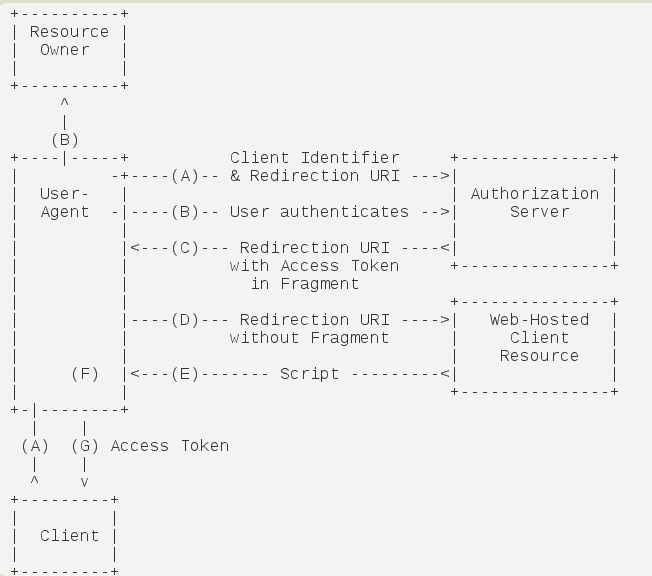 +----------+
| Resource |
|  Owner   |
|          |
+----------+
     ^
     |
    (B)
+----|-----+          Client Identifier     +---------------+
|         -+----(A)-- & Redirection URI --->|               |
|  User-   |                                | Authorization |
|  Agent  -|----(B)-- User authenticates -->|     Server    |
|          |                                |               |
|          |<---(C)--- Redirection URI ----<|               |
|          |          with Access Token     +---------------+
|          |            in Fragment
|          |                                +---------------+
|          |----(D)--- Redirection URI ---->|   Web-Hosted  |
|          |          without Fragment      |     Client    |
|          |                                |    Resource   |
|     (F)  |<---(E)------- Script ---------<|               |
|          |                                +---------------+
+-|--------+
  |    |
 (A)  (G) Access Token
  |    |
  ^    v
+---------+
|         |
|  Client |
|         |
+---------+